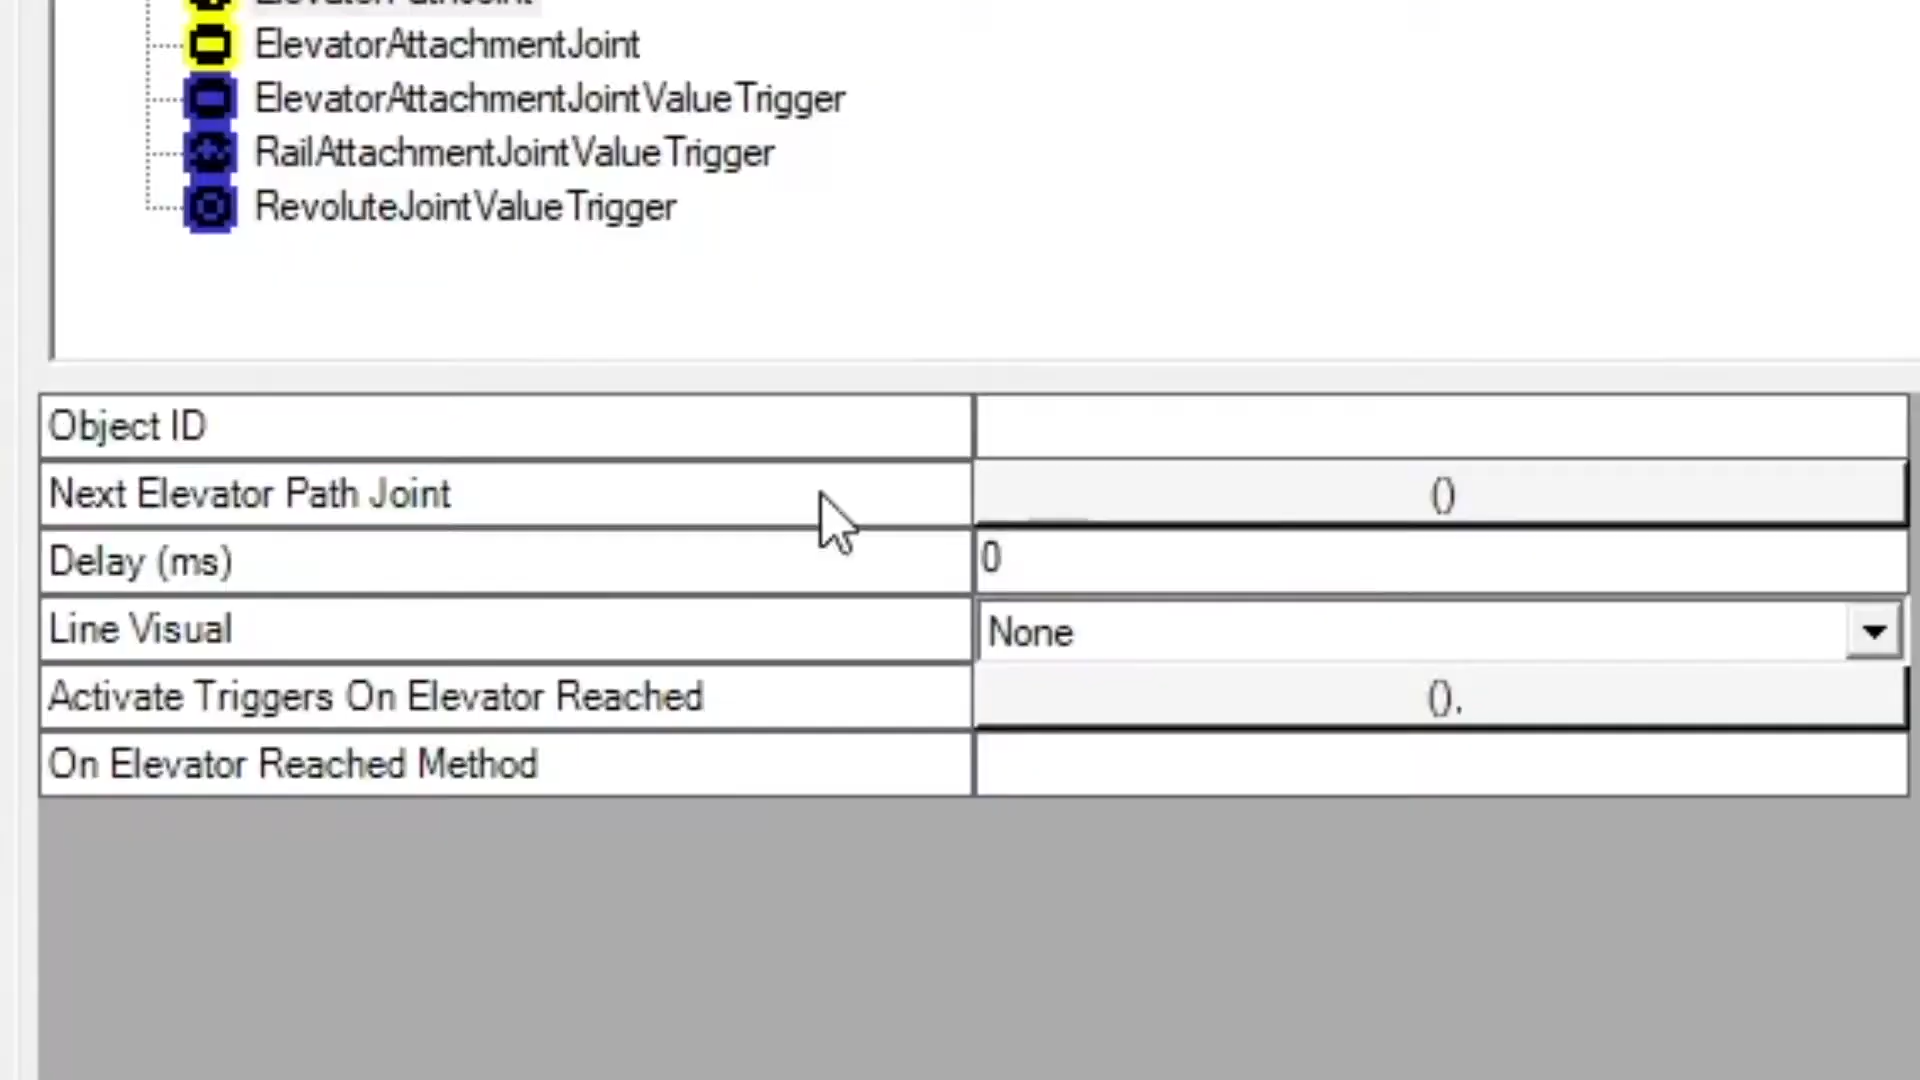 ElevatorPathJoint
ElevatorAttachmentJoint
ElevatorAttachmentJointValueTrigger
RailAttachmentJointValueTrigger
RevoluteJointValueTrigger
Object ID
Next Elevator Path Joint ()
Delay (ms) 0
Line Visual None
Activate Triggers On Elevator Reached (),
On Elevator Reached Method